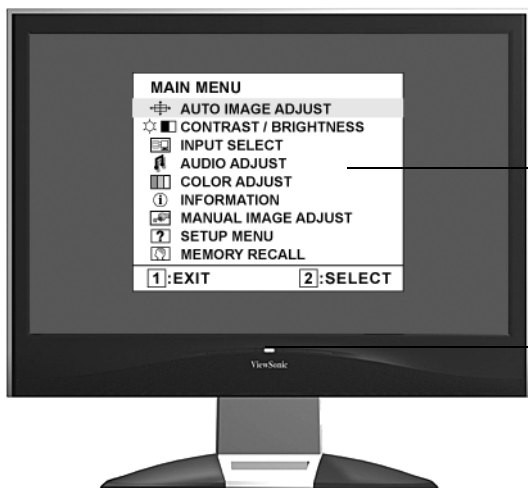 MAIN MENU
AUTO IMAGE ADJUST
CONTRAST / BRIGHTNESS
INPUT SELECT
AUDIO ADJUST
COLOR ADJUST
INFORMATION
MANUAL IMAGE ADJUST
SETUP MENU
MEMORY RECALL
1:EXIT 2:SELECT
ViewSonic